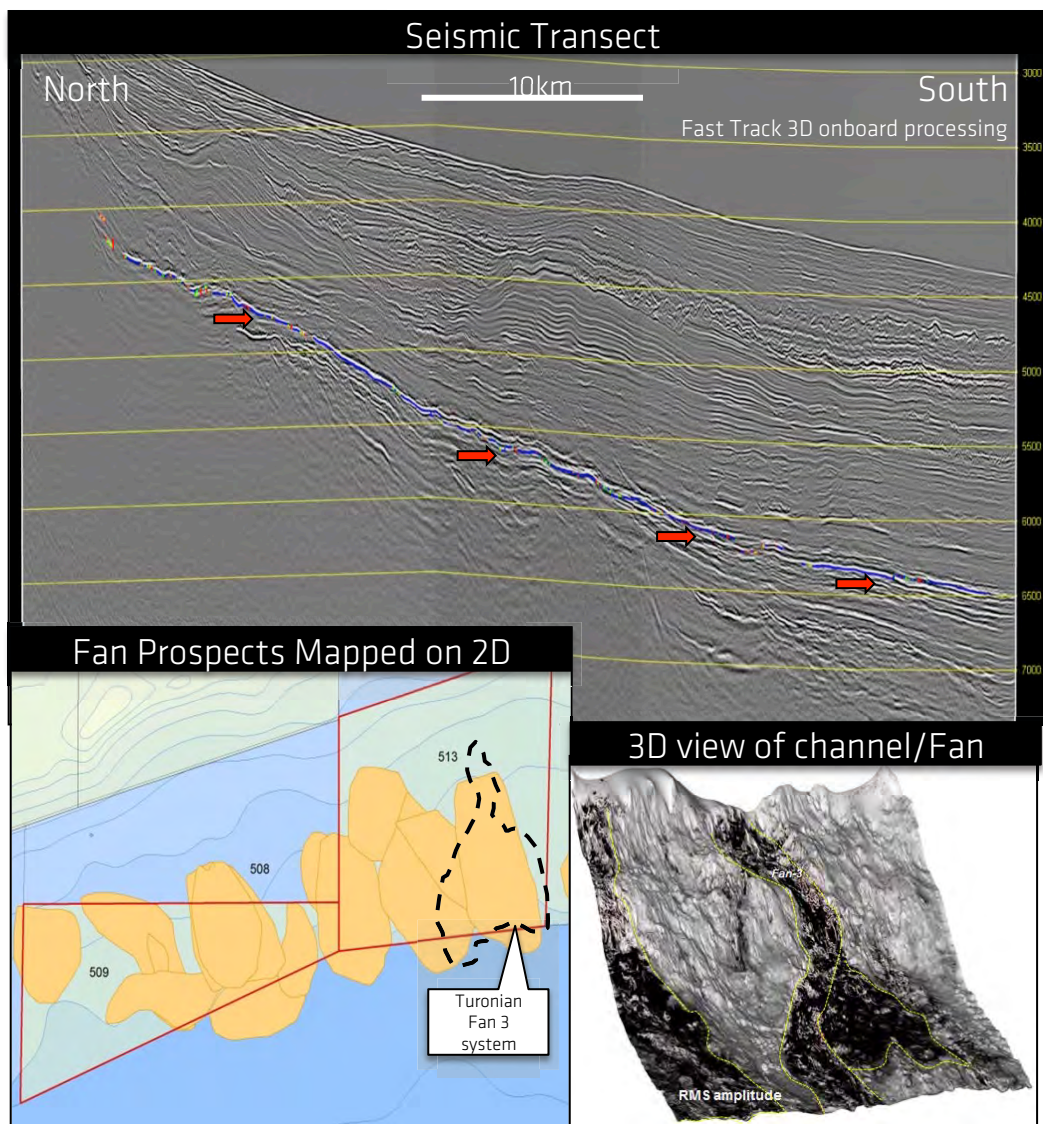 Seismic Transect
North
10km
South
Fast Track 3D onboard processing
3000
3500
4000
4500
5000
5500
6000
6500
7000
Fan Prospects Mapped on 2D
513
508
509
Turonian
Fan 3
system
3D view of channel/Fan
Fan-3
RMS amplitude